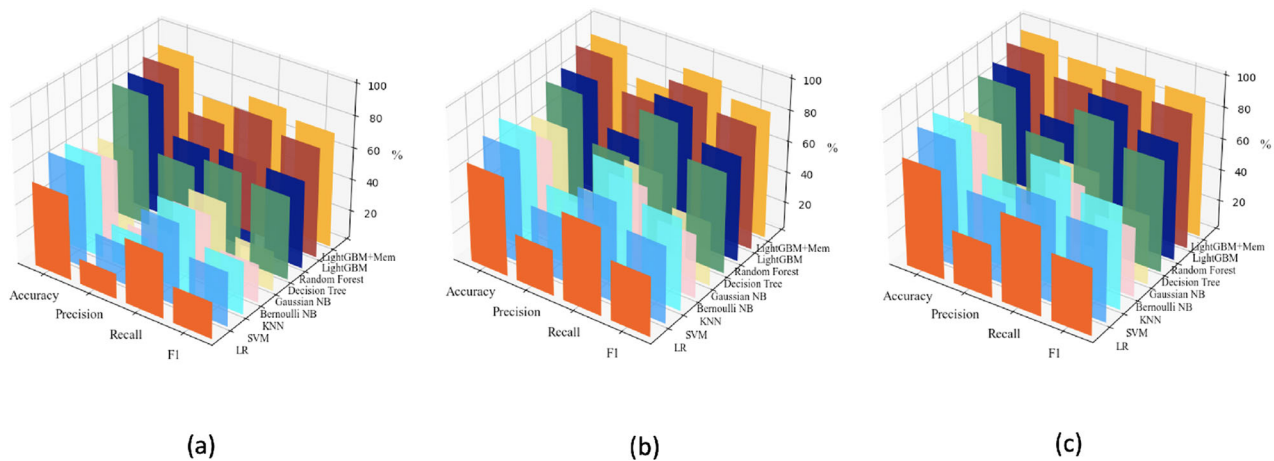 100
80
60
%
40
20
LightGBM+Mem
LightGBM
Random Forest
Decision Tree
Gaussian NB
Bernoulli NB
KNN
SVM
LR
Accuracy
Precision
Recall
F1
(a)
100
80
60
%
40
20
LightGBM+Mem
LightGBM
Random Forest
Decision Tree
Gaussian NB
Bernoulli NB
KNN
SVM
LR
Accuracy
Precision
Recall
F1
(b)
100
80
60
%
40
20
LightGBM+Mem
LightGBM
Random Forest
Decision Tree
Gaussian NB
Bernoulli NB
KNN
SVM
LR
Accuracy
Precision
Recall
F1
(c)